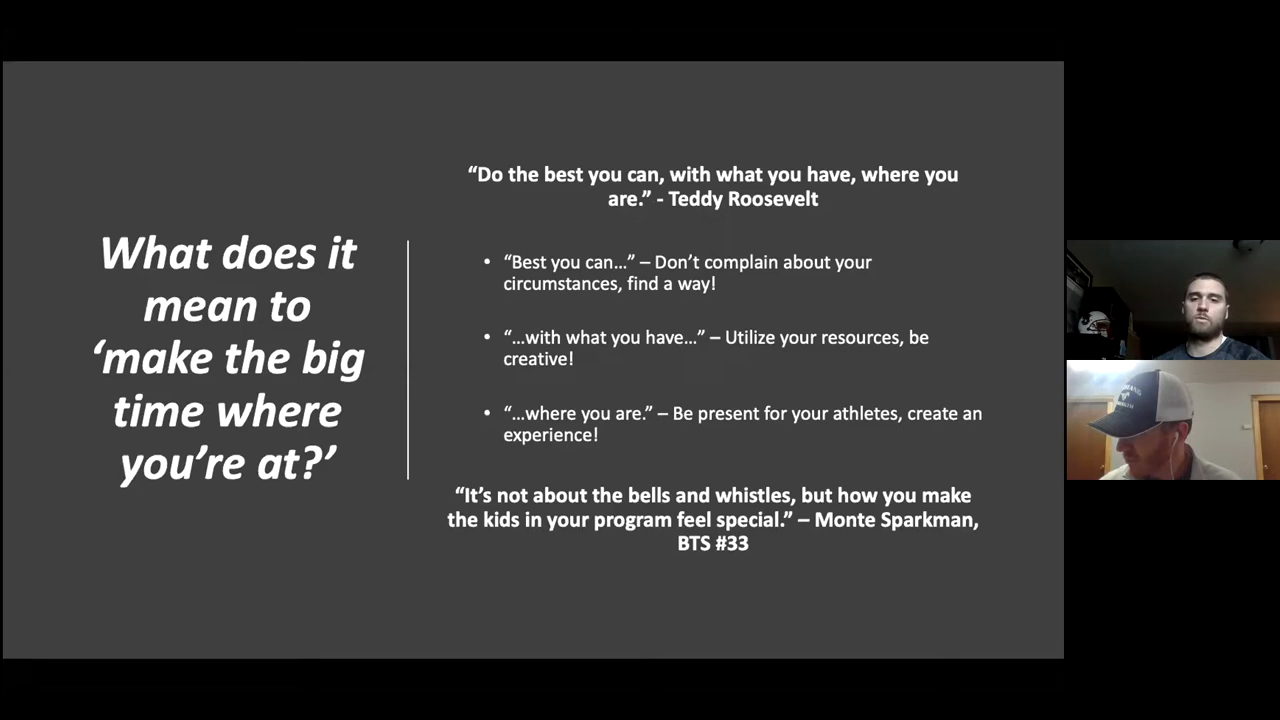 What does it
mean to
‘make the big
time where
you’re at?’
“Do the best you can, with what you have, where you
are.” - Teddy Roosevelt
• “Best you can…” – Don’t complain about your
circumstances, find a way!
• “…with what you have…” – Utilize your resources, be
creative!
• “…where you are.” – Be present for your athletes, create an
experience!
“It’s not about the bells and whistles, but how you make
the kids in your program feel special.” – Monte Sparkman,
BTS #33